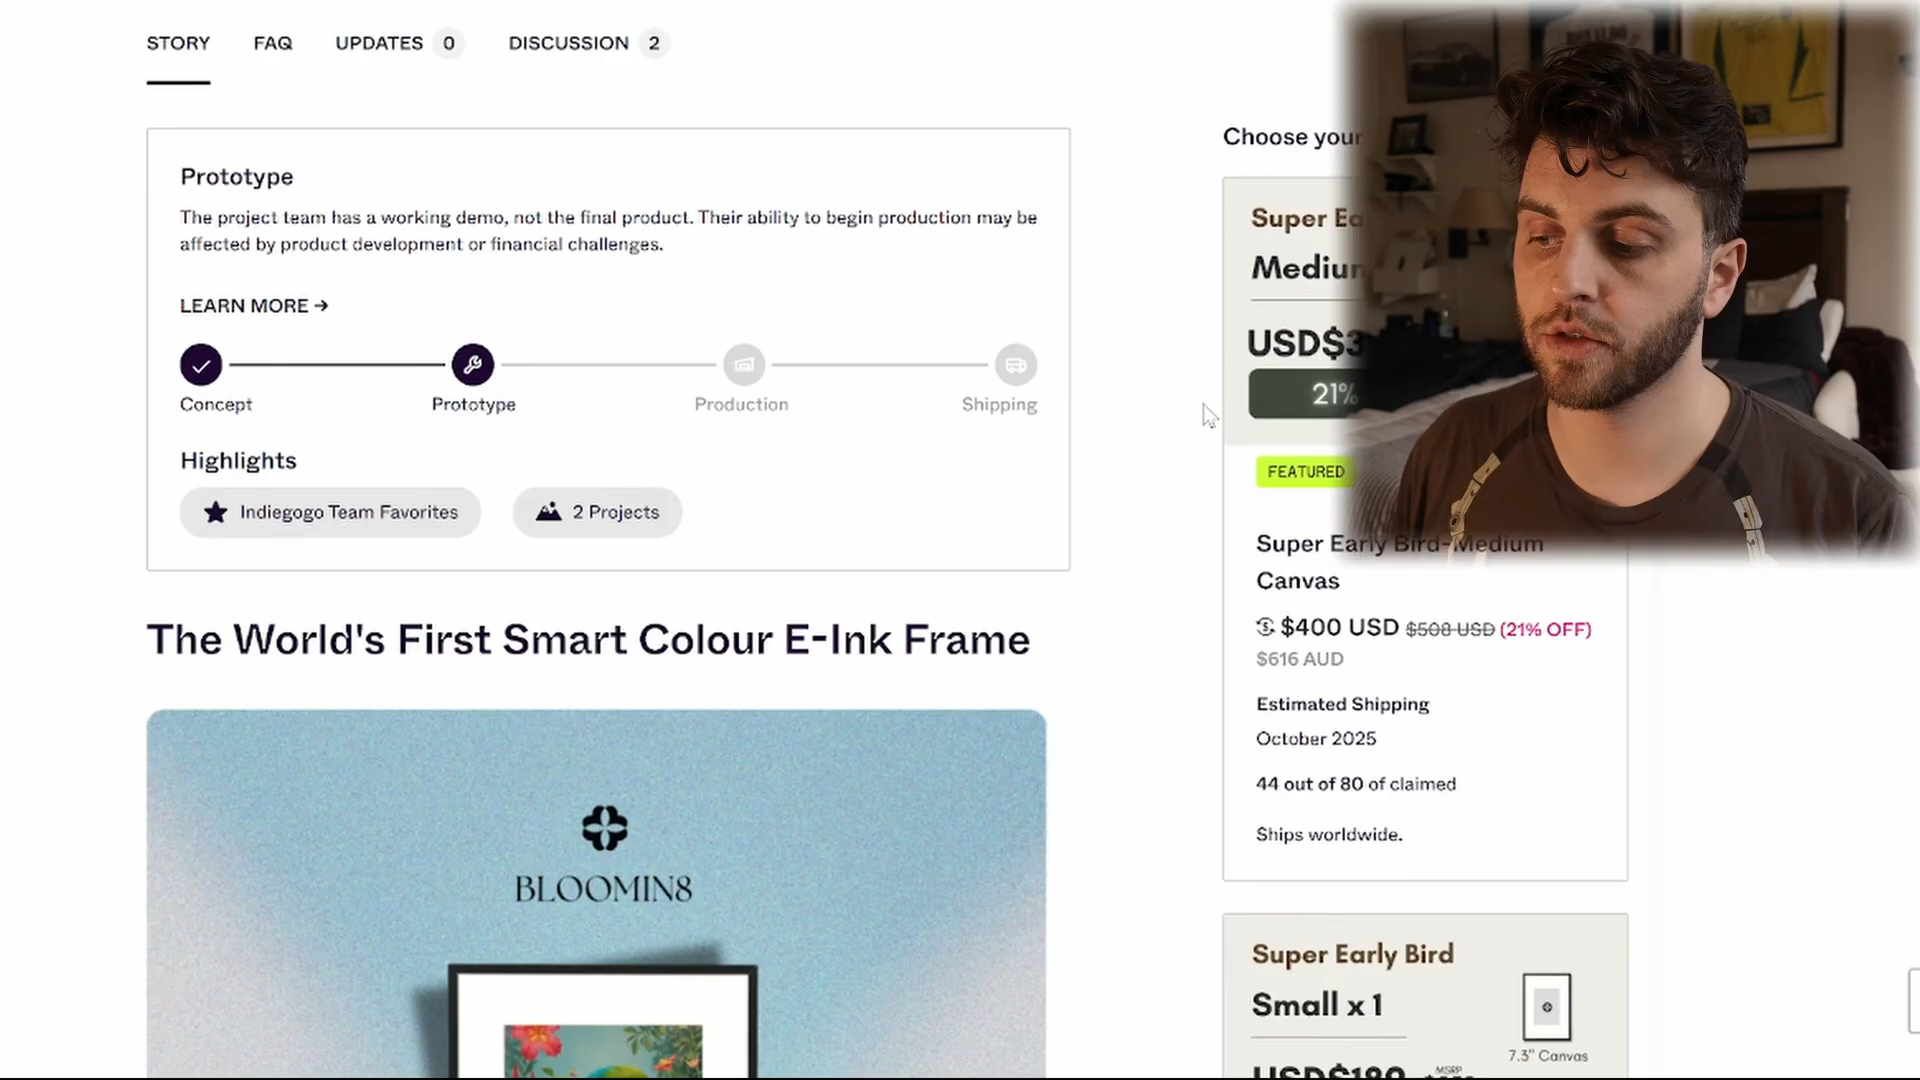 STORY
FAQ
UPDATES 0
DISCUSSION 2
Prototype
The project team has a working demo, not the final product. Their ability to begin production may be
affected by product development or financial challenges.
LEARN MORE →
Concept
Prototype
Production
Shipping
Highlights
Indiegogo Team Favorites
2 Projects
The World's First Smart Colour E-Ink Frame
BLOOMIN8
Choose your
Super
USD$3
21%
FEATURED
Super Early Bird-Medium
Canvas
$400 USD $508 USD (21% OFF)
$616 AUD
Estimated Shipping
October 2025
44 out of 80 of claimed
Ships worldwide.
Super Early Bird
Small x 1
7.3" Canvas
USD$189
MSRP